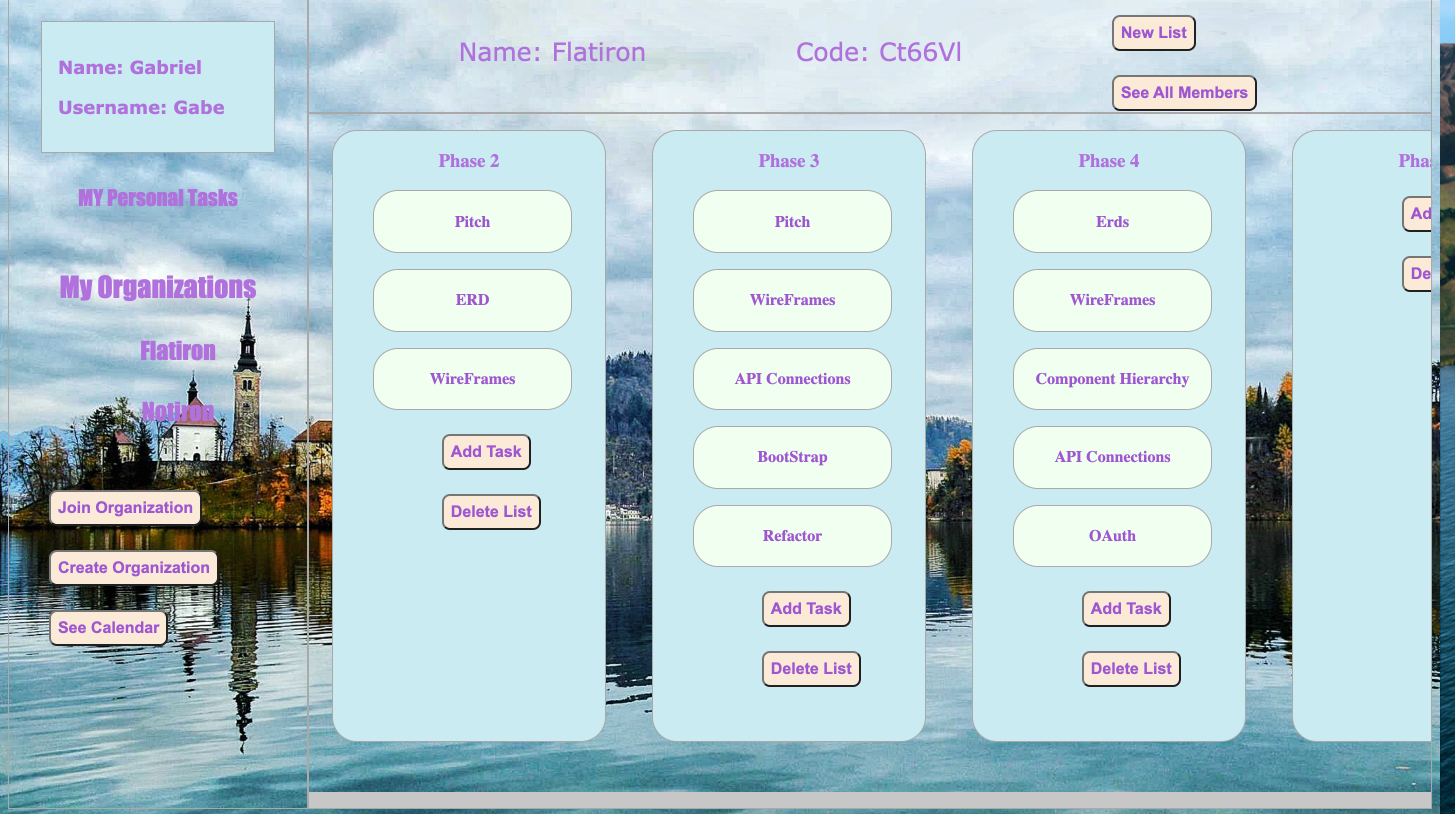 Name: Gabriel
Username: Gabe
MY Personal Tasks
My Organizations
Flatiron
Notiron
Join Organization
Create Organization
See Calendar
Name: Flatiron
Code: Ct66Vl
New List
See All Members
Phase 2
Pitch
ERD
WireFrames
Add Task
Delete List
Phase 3
Pitch
WireFrames
API Connections
BootStrap
Refactor
Add Task
Delete List
Phase 4
Erds
WireFrames
Component Hierarchy
API Connections
OAuth
Add Task
Delete List
Pha
Ad
De